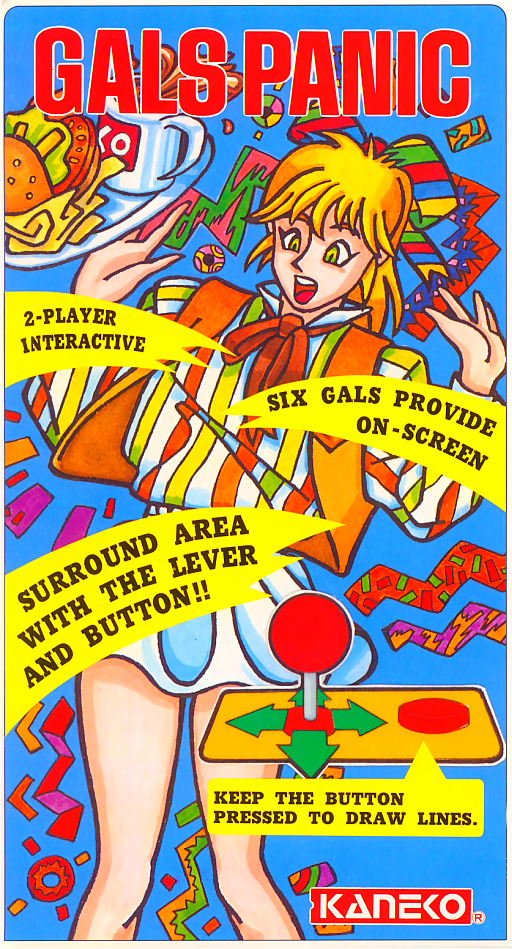 GALS PANIC
KO
2-PLAYER
INTERACTIVE
SIX GALS PROVIDE
ON-SCREEN
SURROUND AREA
WITH THE LEVER
AND BUTTON!!
KEEP THE BUTTON
PRESSED TO DRAW LINES.
KANEKO®